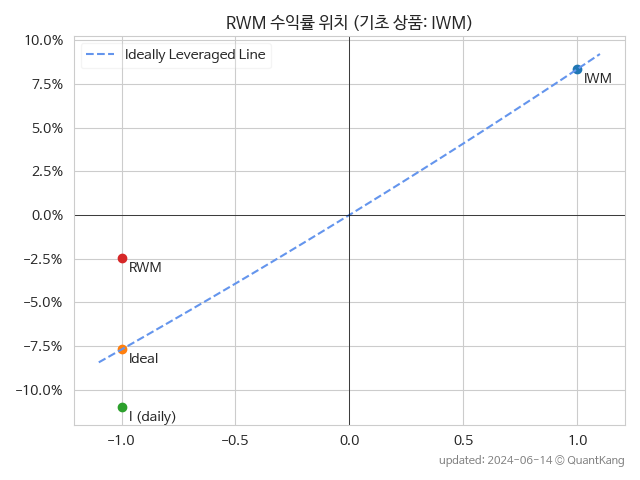 RWM 수익률 위치 (기초 상품: IWM)
Ideally Leveraged Line
10.0%
7.5%
5.0%
2.5%
0.0%
−2.5%
−5.0%
−7.5%
−10.0%
IWM
RWM
Ideal
I (daily)
−1.0
−0.5
0.0
0.5
1.0
updated: 2024-06-14 © QuantKang